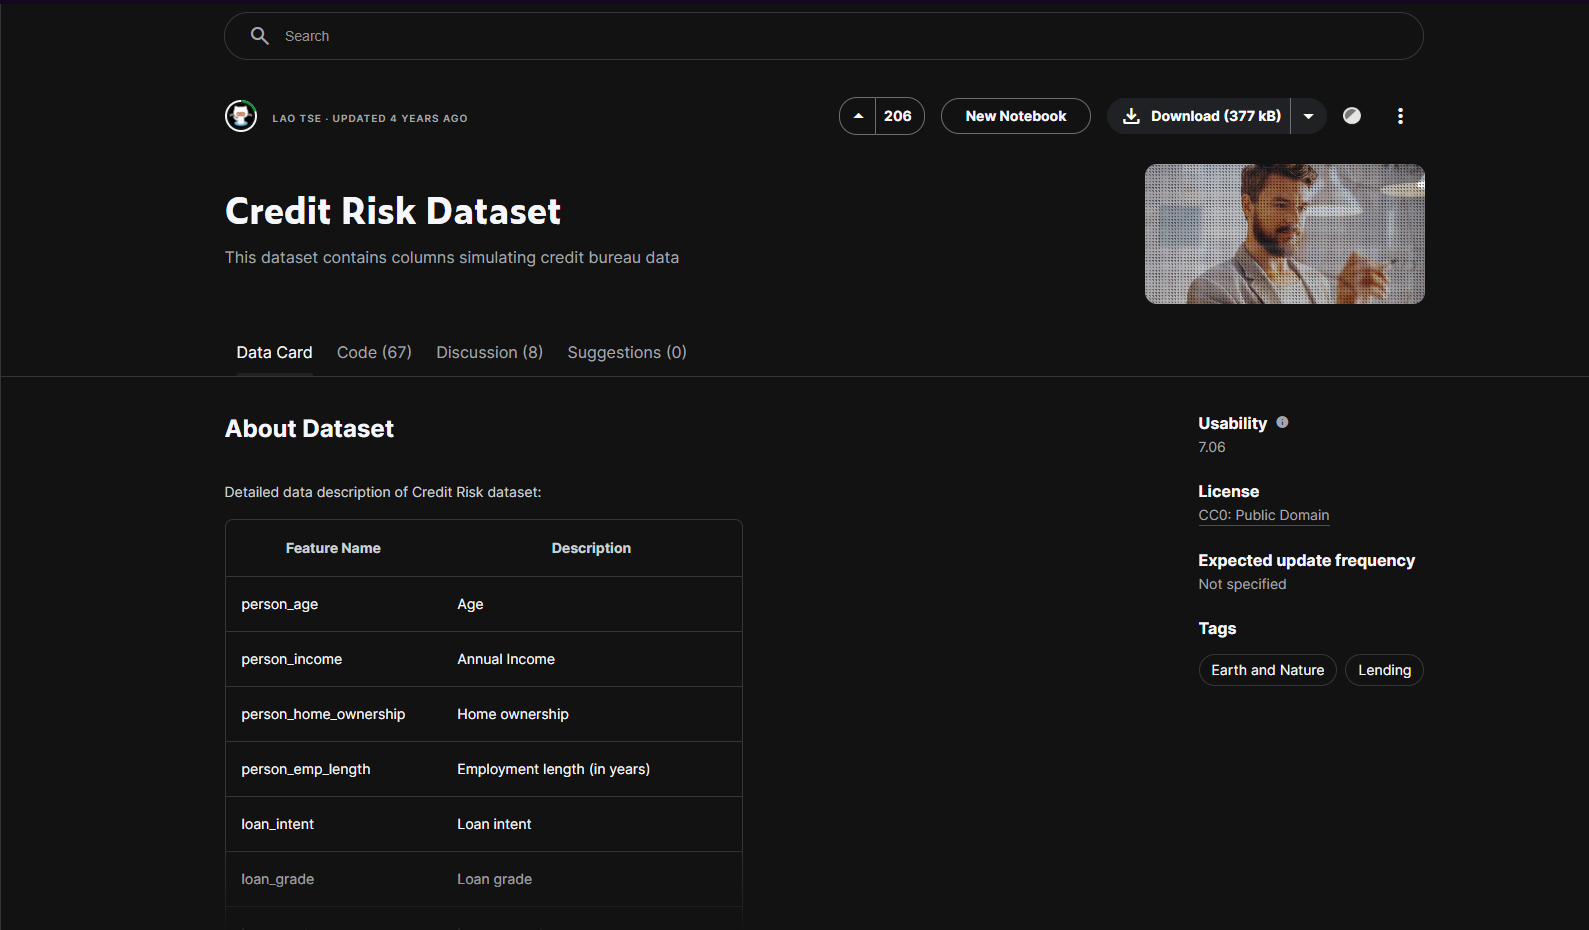 Search
LAO TSE · UPDATED 4 YEARS AGO
206
New Notebook
Download (377 kB)
Credit Risk Dataset
This dataset contains columns simulating credit bureau data
Data Card
Code (67)
Discussion (8)
Suggestions (0)
About Dataset
Detailed data description of Credit Risk dataset:
Feature Name Description
person_age Age
person_income Annual Income
person_home_ownership Home ownership
person_emp_length Employment length (in years)
loan_intent Loan intent
loan_grade Loan grade
Usability
7.06
License
CC0: Public Domain
Expected update frequency
Not specified
Tags
Earth and Nature
Lending